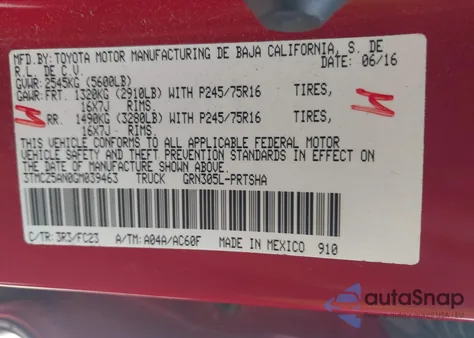 MFD.BY: TOYOTA MOTOR MANUFACTURING DE BAJA CALIFORNIA, S. DE
R.L. DE C.V. DATE: 06/16
GVWR: 2545KG (5600LB)
GAWR: FRT. 1320KG (2910LB) WITH P245/75R16 TIRES,
16X7J RIMS.
RR. 1490KG (3280LB) WITH P245/75R16 TIRES,
16X7J RIMS.
THIS VEHICLE CONFORMS TO ALL APPLICABLE FEDERAL MOTOR
VEHICLE SAFETY AND THEFT PREVENTION STANDARDS IN EFFECT ON
THE DATE OF MANUFACTURE SHOWN ABOVE.
3TMCZ5AN0GM039463 TRUCK GRN305L-PRTSHA
C/TR: 3R3/FC23 A/TM: A04A/AC60F MADE IN MEXICO 910
autoSnap